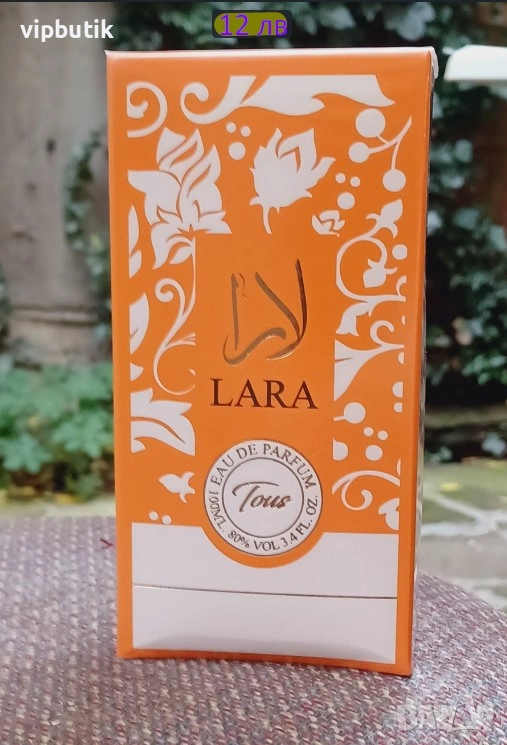 12 лв
vipbutik
لارا
LARA
EAU DE PARFUM
Tous
100ML. 80% VOL 3.4 FL. OZ.